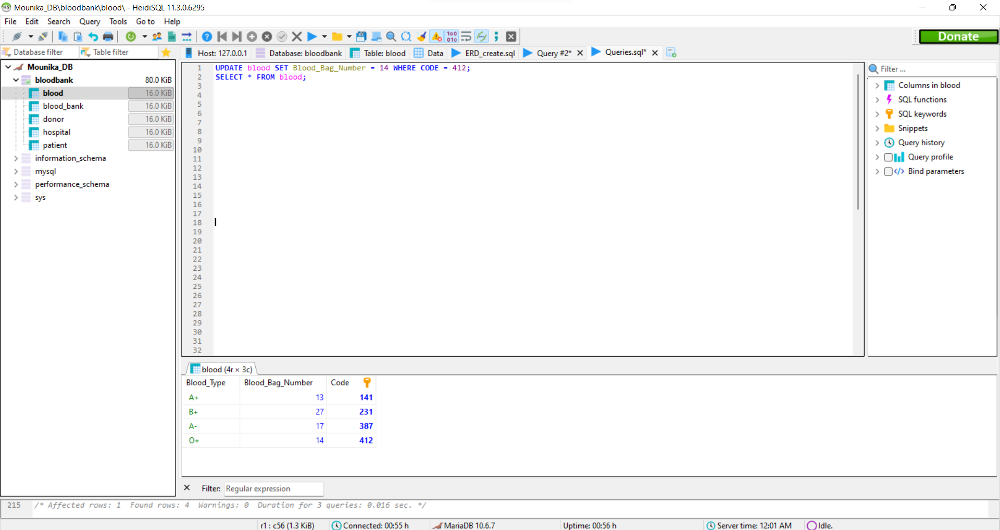 Mounika_DB\bloodbank\blood\ - HeidiSQL 11.3.0.6295
File Edit Search Query Tools Go to Help
Donate
Database filter Table filter
Host: 127.0.0.1 Database: bloodbank Table: blood Data ERD_create.sql Query #2* Queries.sql*
Mounika_DB
bloodbank 80.0 KiB
blood 16.0 KiB
blood_bank 16.0 KiB
donor 16.0 KiB
hospital 16.0 KiB
patient 16.0 KiB
information_schema
mysql
performance_schema
sys
1 UPDATE blood SET Blood_Bag_Number = 14 WHERE CODE = 412;
2 SELECT * FROM blood;
3
4
5
6
7
8
9
10
11
12
13
14
15
16
17
18
19
20
21
22
23
24
25
26
27
28
29
30
31
32
Filter ...
Columns in blood
SQL functions
SQL keywords
Snippets
Query history
Query profile
Bind parameters
blood (4r × 3c)
Blood_Type Blood_Bag_Number Code
A+ 13 141
B+ 27 231
A- 17 387
O+ 14 412
Filter: Regular expression
215 /* Affected rows: 1 Found rows: 4 Warnings: 0 Duration for 3 queries: 0.016 sec. */
r1 : c56 (1.3 KiB) Connected: 00:55 h MariaDB 10.6.7 Uptime: 00:56 h Server time: 12:01 AM Idle.